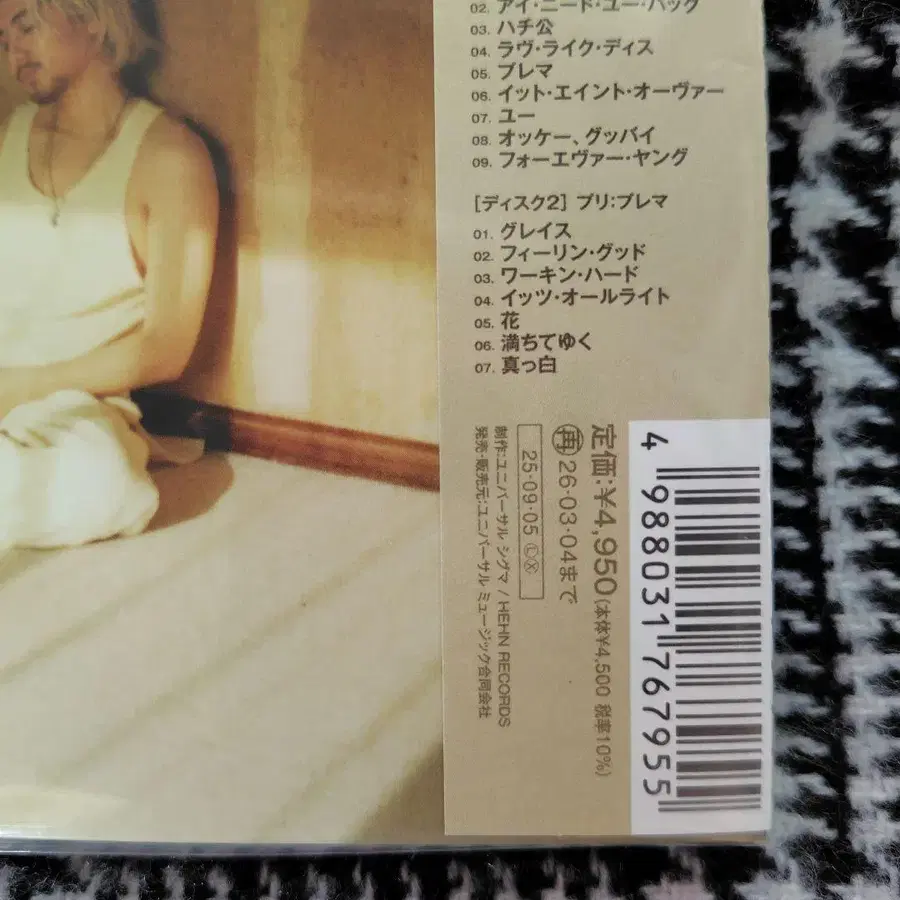 02. アイ・ニード・ユー・バック
03. ハチ公
04. ラヴ・ライク・ディス
05. プレマ
06. イット・エイント・オーヴァー
07. ユー
08. オッケー、グッバイ
09. フォーエヴァー・ヤング
[ディスク2] プリ:プレマ
01. グレイス
02. フィーリン・グッド
03. ワーキン・ハード
04. イッツ・オールライト
05. 花
06. 満ちてゆく
07. 真っ白
定価:¥4,950(本体¥4,500 税率10%)
再 26・03・04まで
25・09・05 Ⓛ Ⓧ
制作:ユニバーサル シグマ / HEHN RECORDS
発売・販売元:ユニバーサル ミュージック合同会社
4 988031 767955